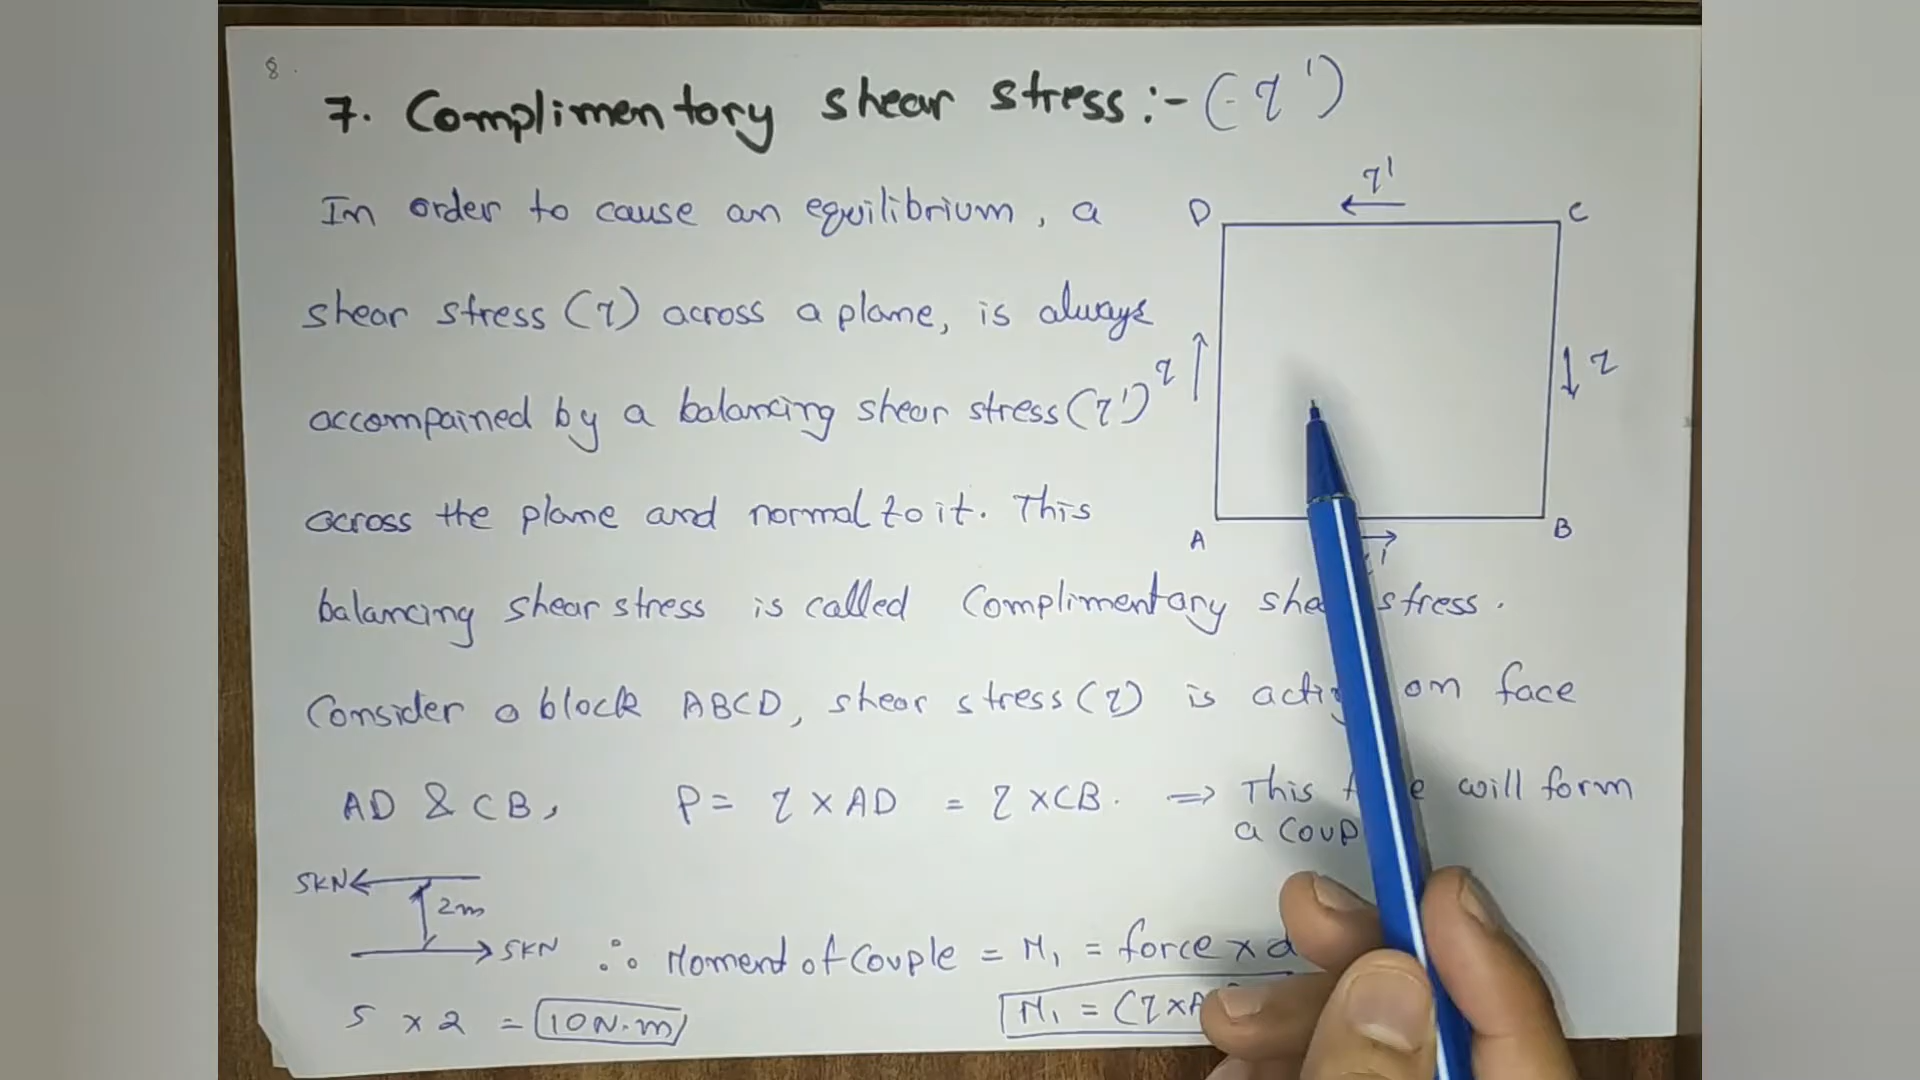 8.
7. Complimentory shear stress :- (-τ')
In order to cause an equilibrium, a
shear stress (τ) across a plane, is always
accompained by a balancing shear stress (τ')
across the plane and normal to it. This
balancing shear stress is called Complimentary stress.
Consider a block ABCD, shear stress (τ) is on face
AD & CB, P = τ × AD = τ × CB. ⇒ This will form
a
τ'
D C
τ τ
A B
5KN
2m
5KN
∴ Moment of Couple = M₁ = force ×
5 × 2 = 10 N.m
M₁ = (τ ×